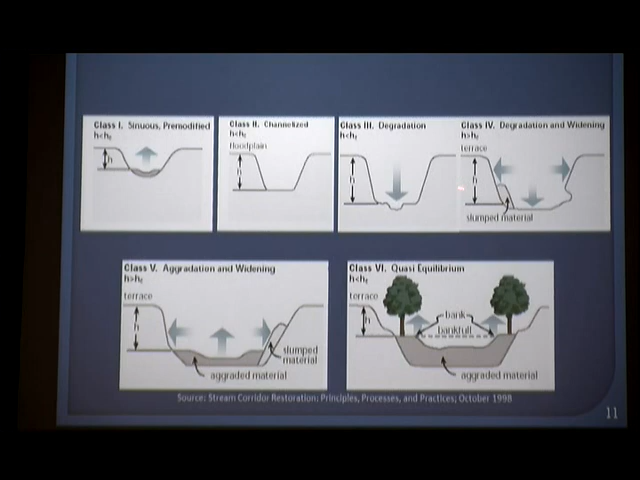 Class I. Sinuous, Premodified
h<hc
h
Class II. Channelized
h<hc
floodplain
h
Class III. Degradation
h<hc
h
Class IV. Degradation and Widening
h>hc
terrace
h
slumped material
Class V. Aggradation and Widening
h>hc
terrace
h
slumped
material
aggraded material
Class VI. Quasi Equilibrium
h<hc
terrace
h
bank
bankfull
aggraded material
Source: Stream Corridor Restoration: Principles, Processes, and Practices; October 1998
11